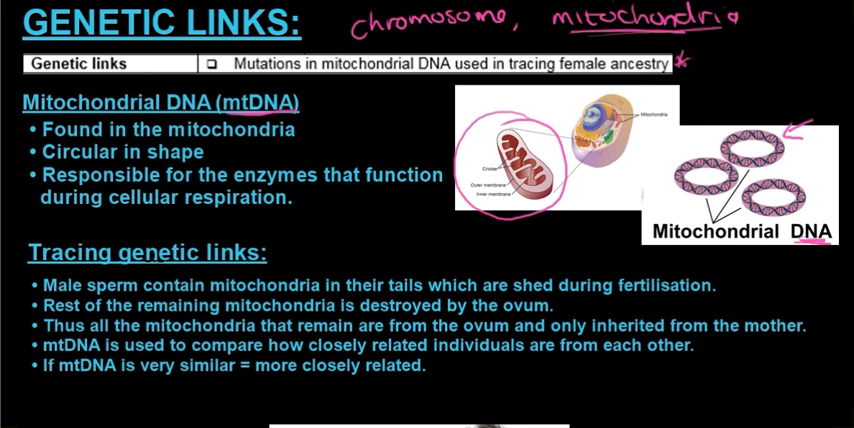 GENETIC LINKS: chromosome, mitochondria
Genetic links ❑ Mutations in mitochondrial DNA used in tracing female ancestry *
Mitochondrial DNA (mtDNA)
• Found in the mitochondria
• Circular in shape
• Responsible for the enzymes that function
during cellular respiration.
Mitochondria
Cristae
Outer membrane
Inner membrane
Mitochondrial DNA
Tracing genetic links:
• Male sperm contain mitochondria in their tails which are shed during fertilisation.
• Rest of the remaining mitochondria is destroyed by the ovum.
• Thus all the mitochondria that remain are from the ovum and only inherited from the mother.
• mtDNA is used to compare how closely related individuals are from each other.
• If mtDNA is very similar = more closely related.